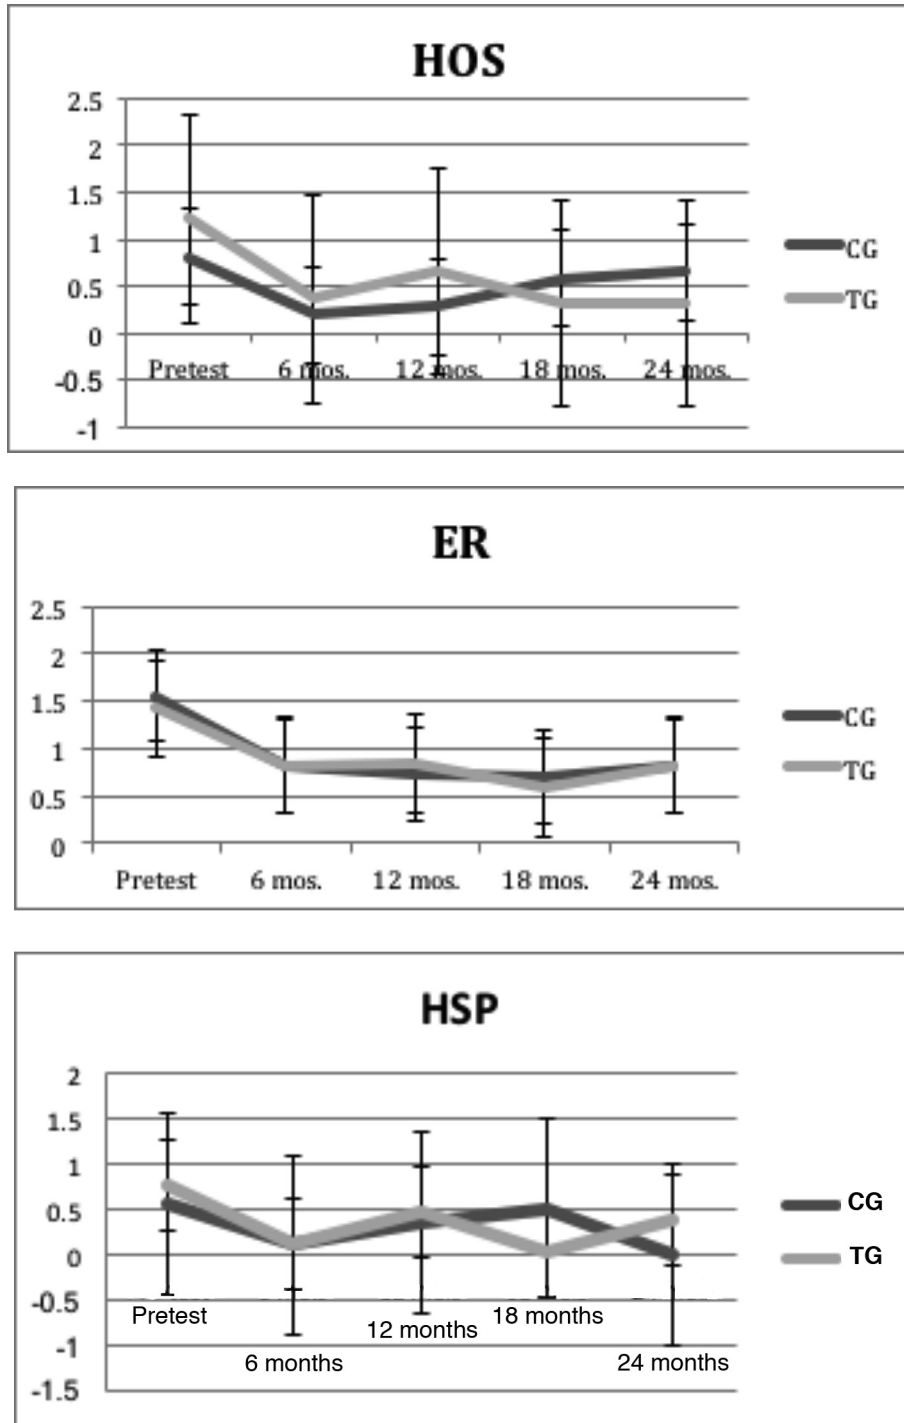 HOS
2.5
2
1.5
1
0.5
0
-0.5
-1
Pretest 6 mos. 12 mos. 18 mos. 24 mos.
CG
TG
ER
2.5
2
1.5
1
0.5
0
Pretest 6 mos. 12 mos. 18 mos. 24 mos.
CG
TG
HSP
2
1.5
1
0.5
0
-0.5
-1
-1.5
Pretest
6 months
12 months
18 months
24 months
CG
TG